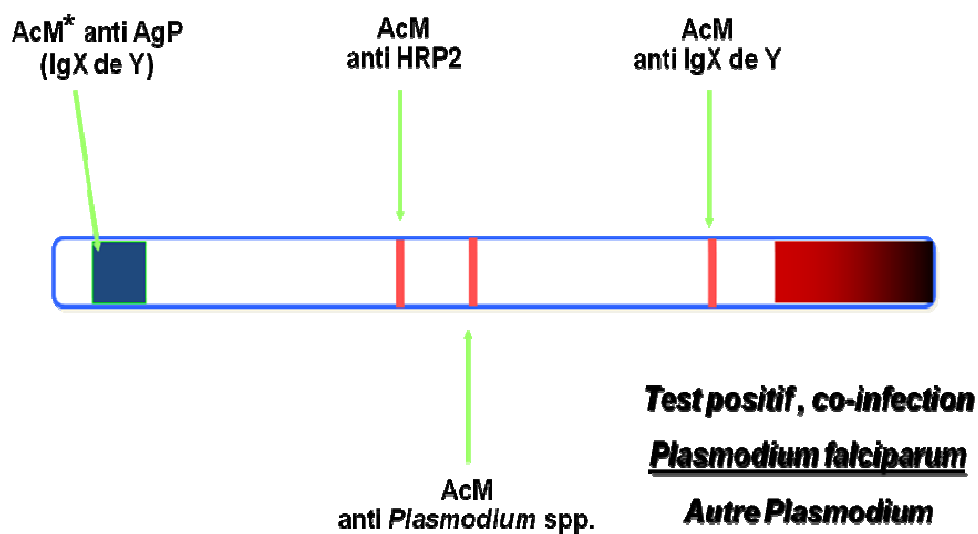 AcM* anti AgP
(IgX de Y)
AcM
anti HRP2
AcM
anti IgX de Y
AcM
anti Plasmodium spp.
Test positif , co-infection
Plasmodium falciparum
Autre Plasmodium